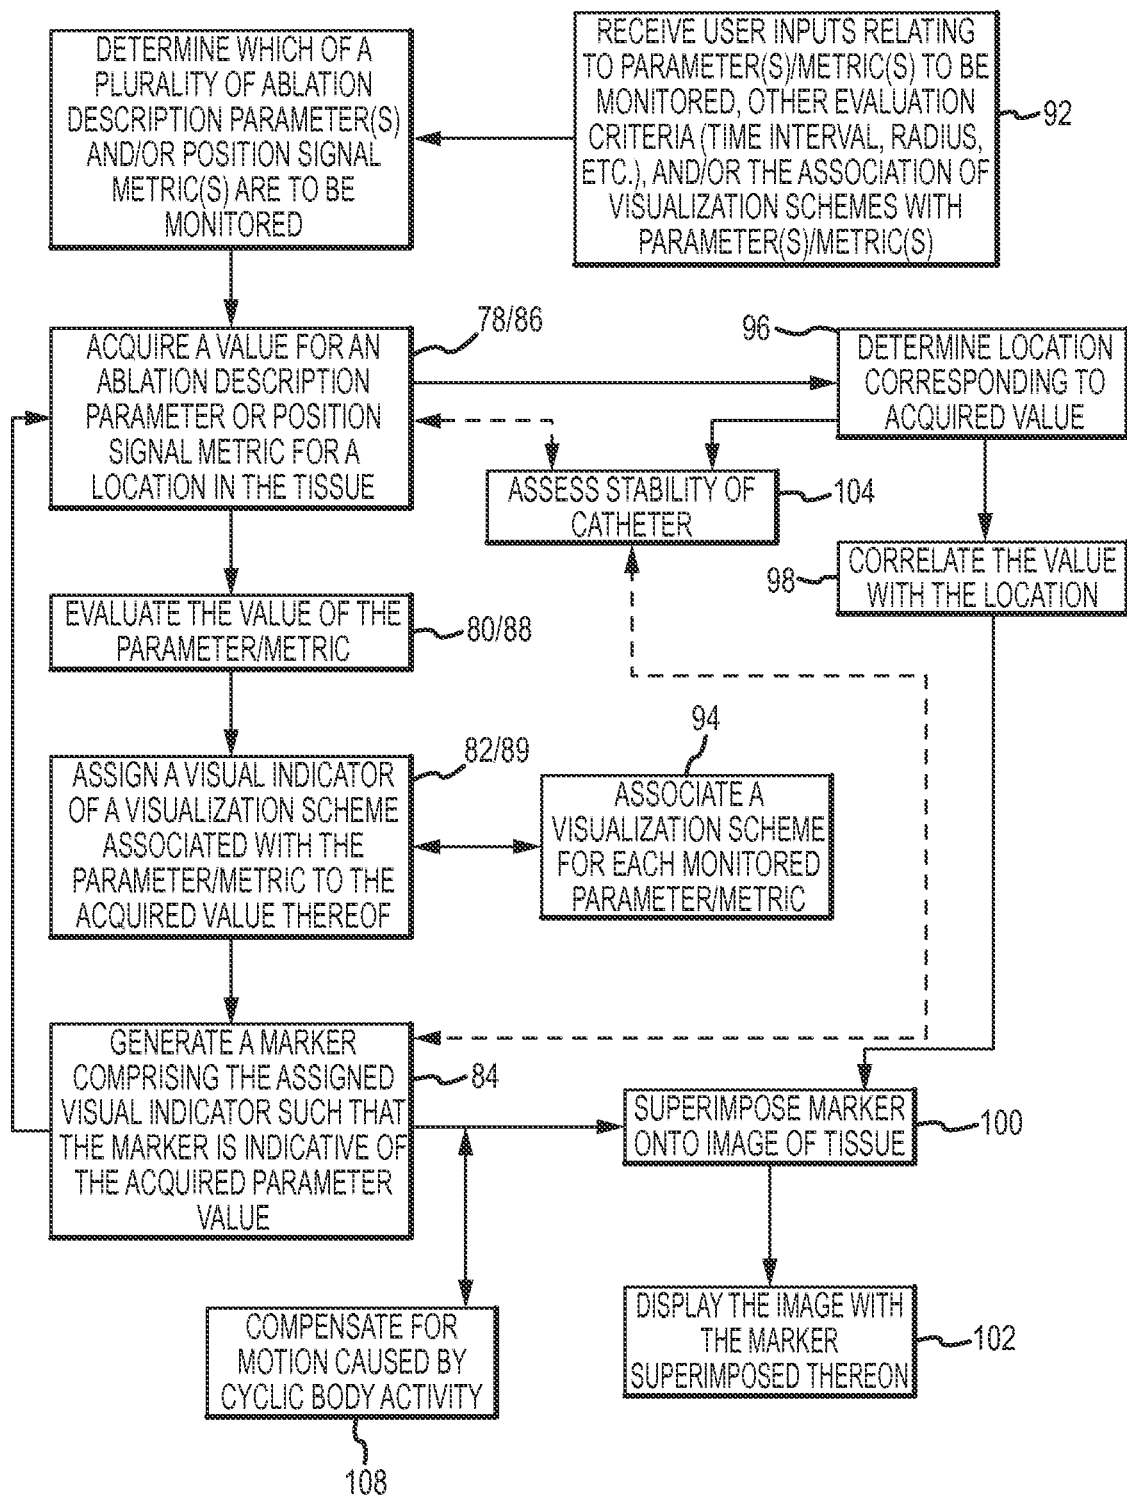 DETERMINE WHICH OF A
PLURALITY OF ABLATION
DESCRIPTION PARAMETER(S)
AND/OR POSITION SIGNAL
METRIC(S) ARE TO BE
MONITORED
RECEIVE USER INPUTS RELATING
TO PARAMETER(S)/METRIC(S) TO BE
MONITORED, OTHER EVALUATION
CRITERIA (TIME INTERVAL, RADIUS,
ETC.), AND/OR THE ASSOCIATION OF
VISUALIZATION SCHEMES WITH
PARAMETER(S)/METRIC(S)
92
78/86
ACQUIRE A VALUE FOR AN
ABLATION DESCRIPTION
PARAMETER OR POSITION
SIGNAL METRIC FOR A
LOCATION IN THE TISSUE
96
DETERMINE LOCATION
CORRESPONDING TO
ACQUIRED VALUE
ASSESS STABILITY OF
CATHETER
104
98
CORRELATE THE VALUE
WITH THE LOCATION
EVALUATE THE VALUE OF THE
PARAMETER/METRIC
80/88
82/89
ASSIGN A VISUAL INDICATOR
OF A VISUALIZATION SCHEME
ASSOCIATED WITH THE
PARAMETER/METRIC TO THE
ACQUIRED VALUE THEREOF
94
ASSOCIATE A
VISUALIZATION SCHEME
FOR EACH MONITORED
PARAMETER/METRIC
GENERATE A MARKER
COMPRISING THE ASSIGNED
VISUAL INDICATOR SUCH THAT
THE MARKER IS INDICATIVE OF
THE ACQUIRED PARAMETER
VALUE
84
SUPERIMPOSE MARKER
ONTO IMAGE OF TISSUE
100
DISPLAY THE IMAGE WITH
THE MARKER
SUPERIMPOSED THEREON
102
COMPENSATE FOR
MOTION CAUSED BY
CYCLIC BODY ACTIVITY
108